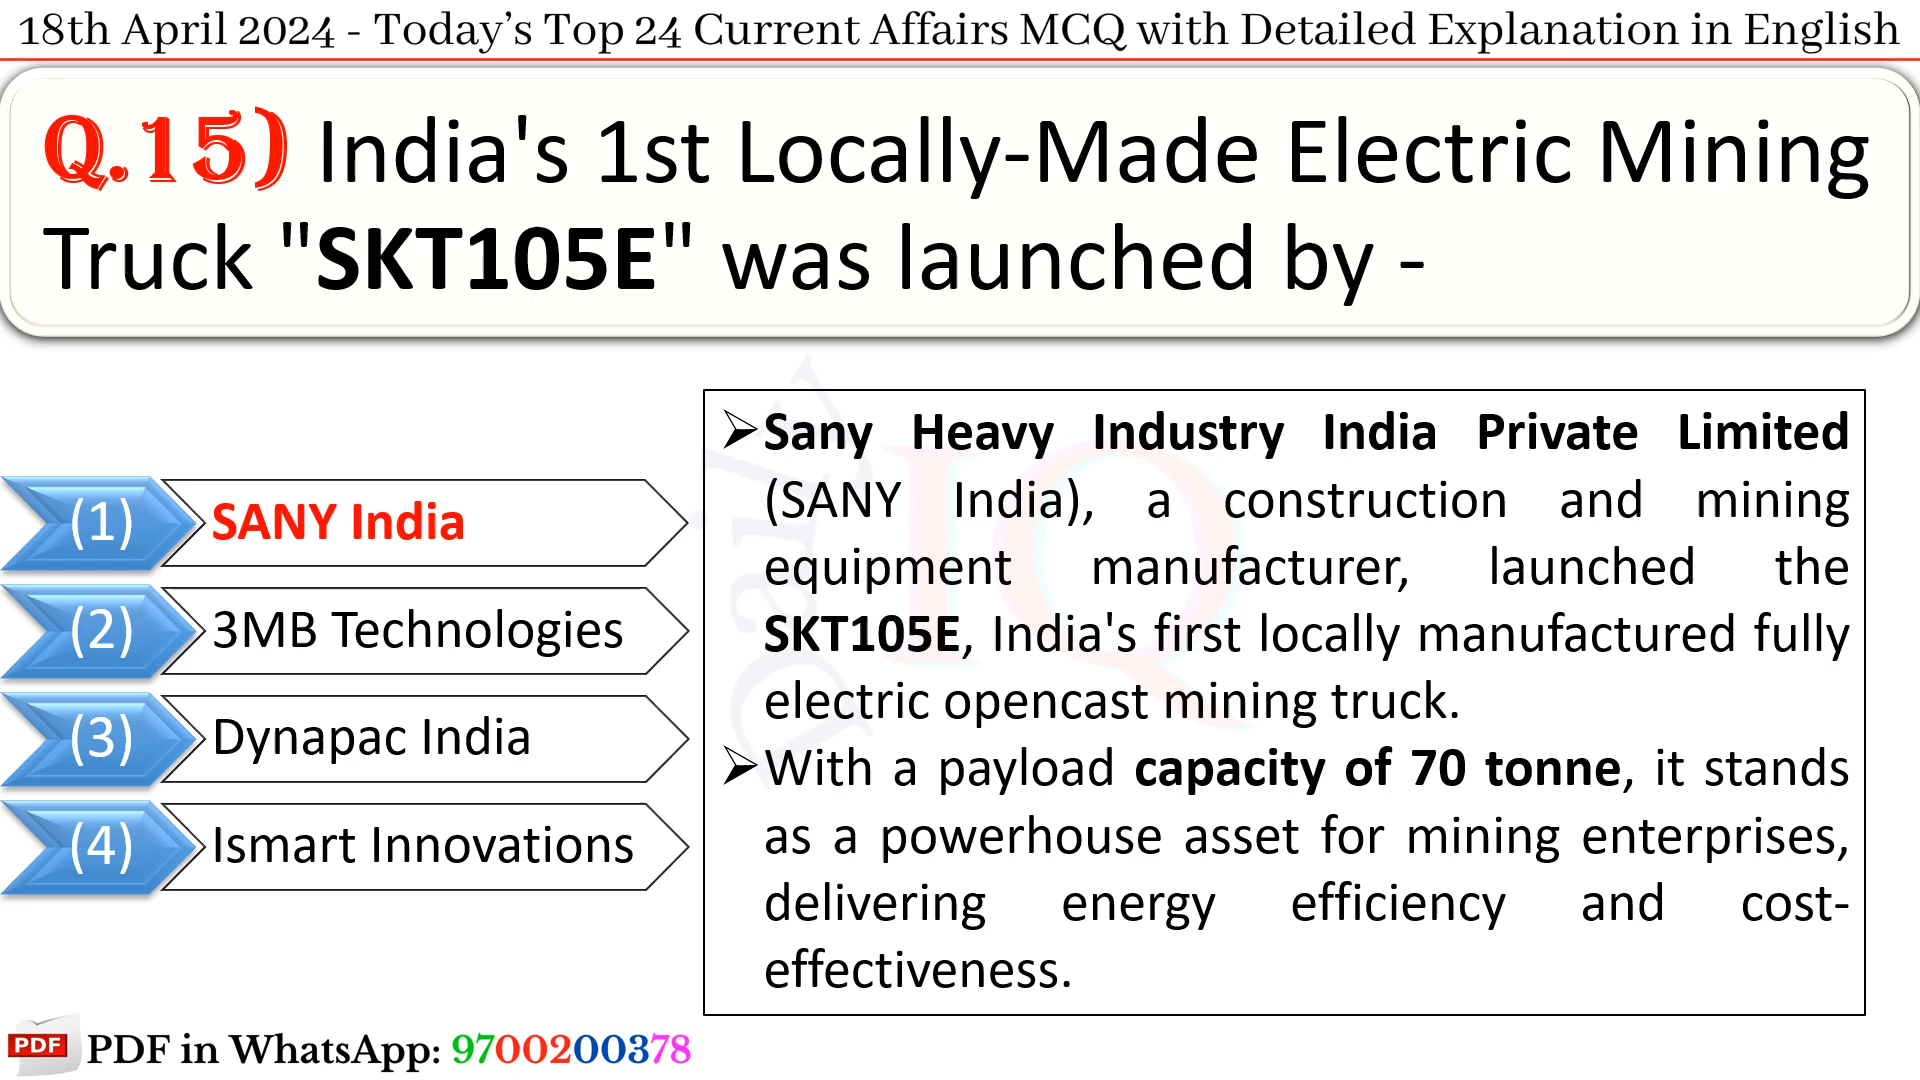 18th April 2024 - Today’s Top 24 Current Affairs MCQ with Detailed Explanation in English
Q.15) India's 1st Locally-Made Electric Mining
Truck "SKT105E" was launched by -
(1) SANY India
(2) 3MB Technologies
(3) Dynapac India
(4) Ismart Innovations
➢Sany Heavy Industry India Private Limited
(SANY India), a construction and mining
equipment manufacturer, launched the
SKT105E, India's first locally manufactured fully
electric opencast mining truck.
➢With a payload capacity of 70 tonne, it stands
as a powerhouse asset for mining enterprises,
delivering energy efficiency and cost-
effectiveness.
Daily
IQ
PDF PDF in WhatsApp: 9700200378